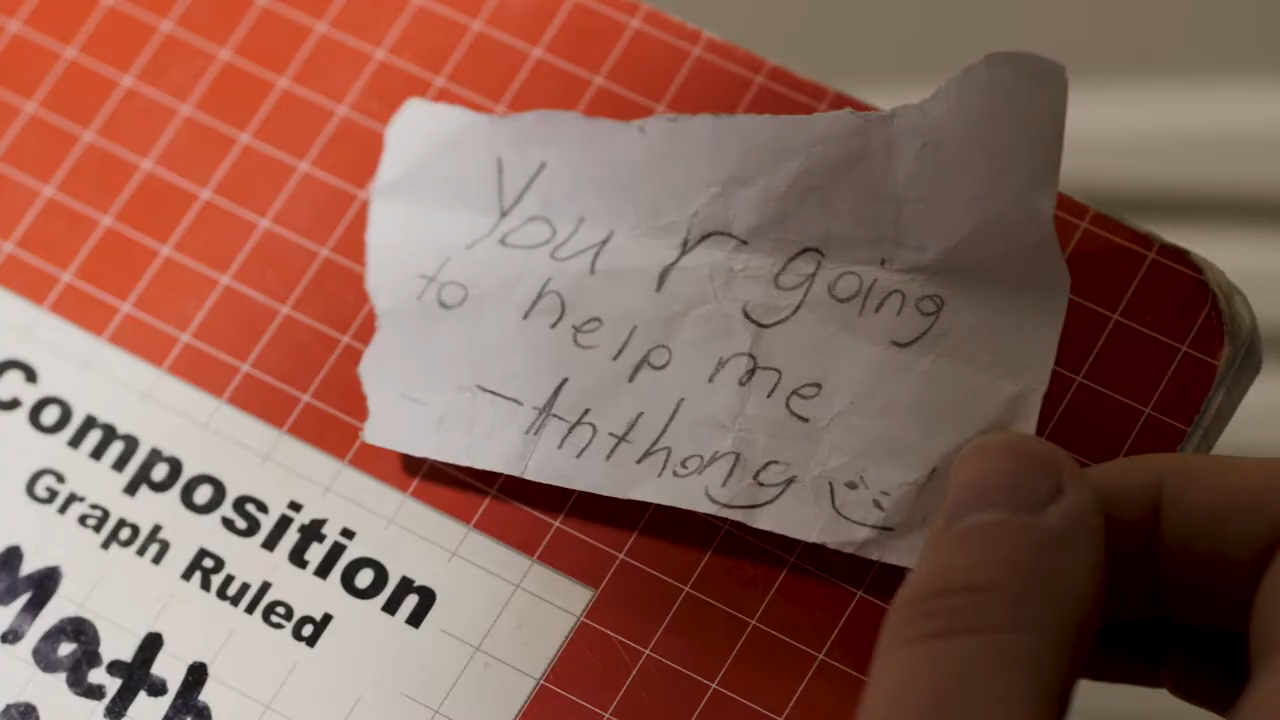 You r going
to help me
-Anthony :)
Composition
Graph Ruled
Math